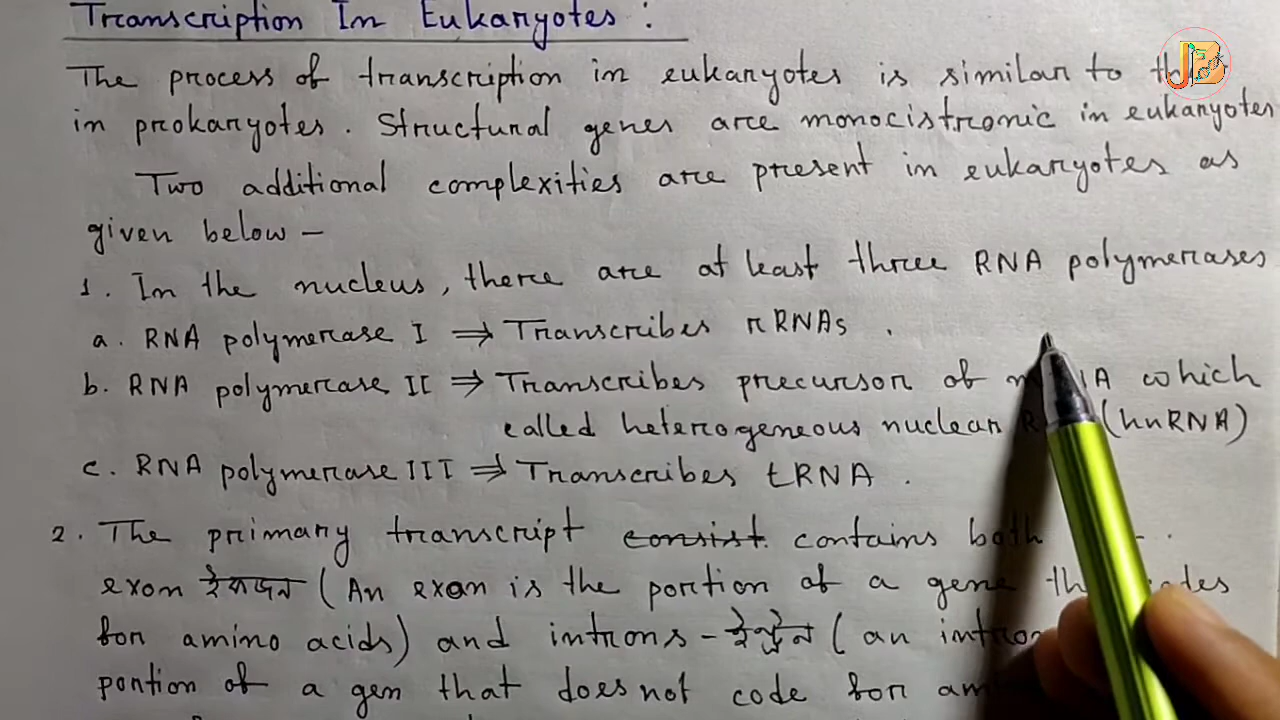 Transcription In Eukaryotes :
The process of transcription in eukaryotes is similar to
in prokaryotes. Structural genes are monocistronic in eukaryotes
Two additional complexities are present in eukaryotes as
given below -
1. In the nucleus, there are at least three RNA polymerases
a. RNA polymerase I ⇒ Transcribes rRNAs .
b. RNA polymerase II ⇒ Transcribes precursor of which
called heterogeneous nuclear (hnRNA)
c. RNA polymerase III ⇒ Transcribes tRNA .
2. The primary transcript consist. contains both
exon (An exon is the portion of a gene
for amino acids) and introns - (an
portion of a gen that does not code for